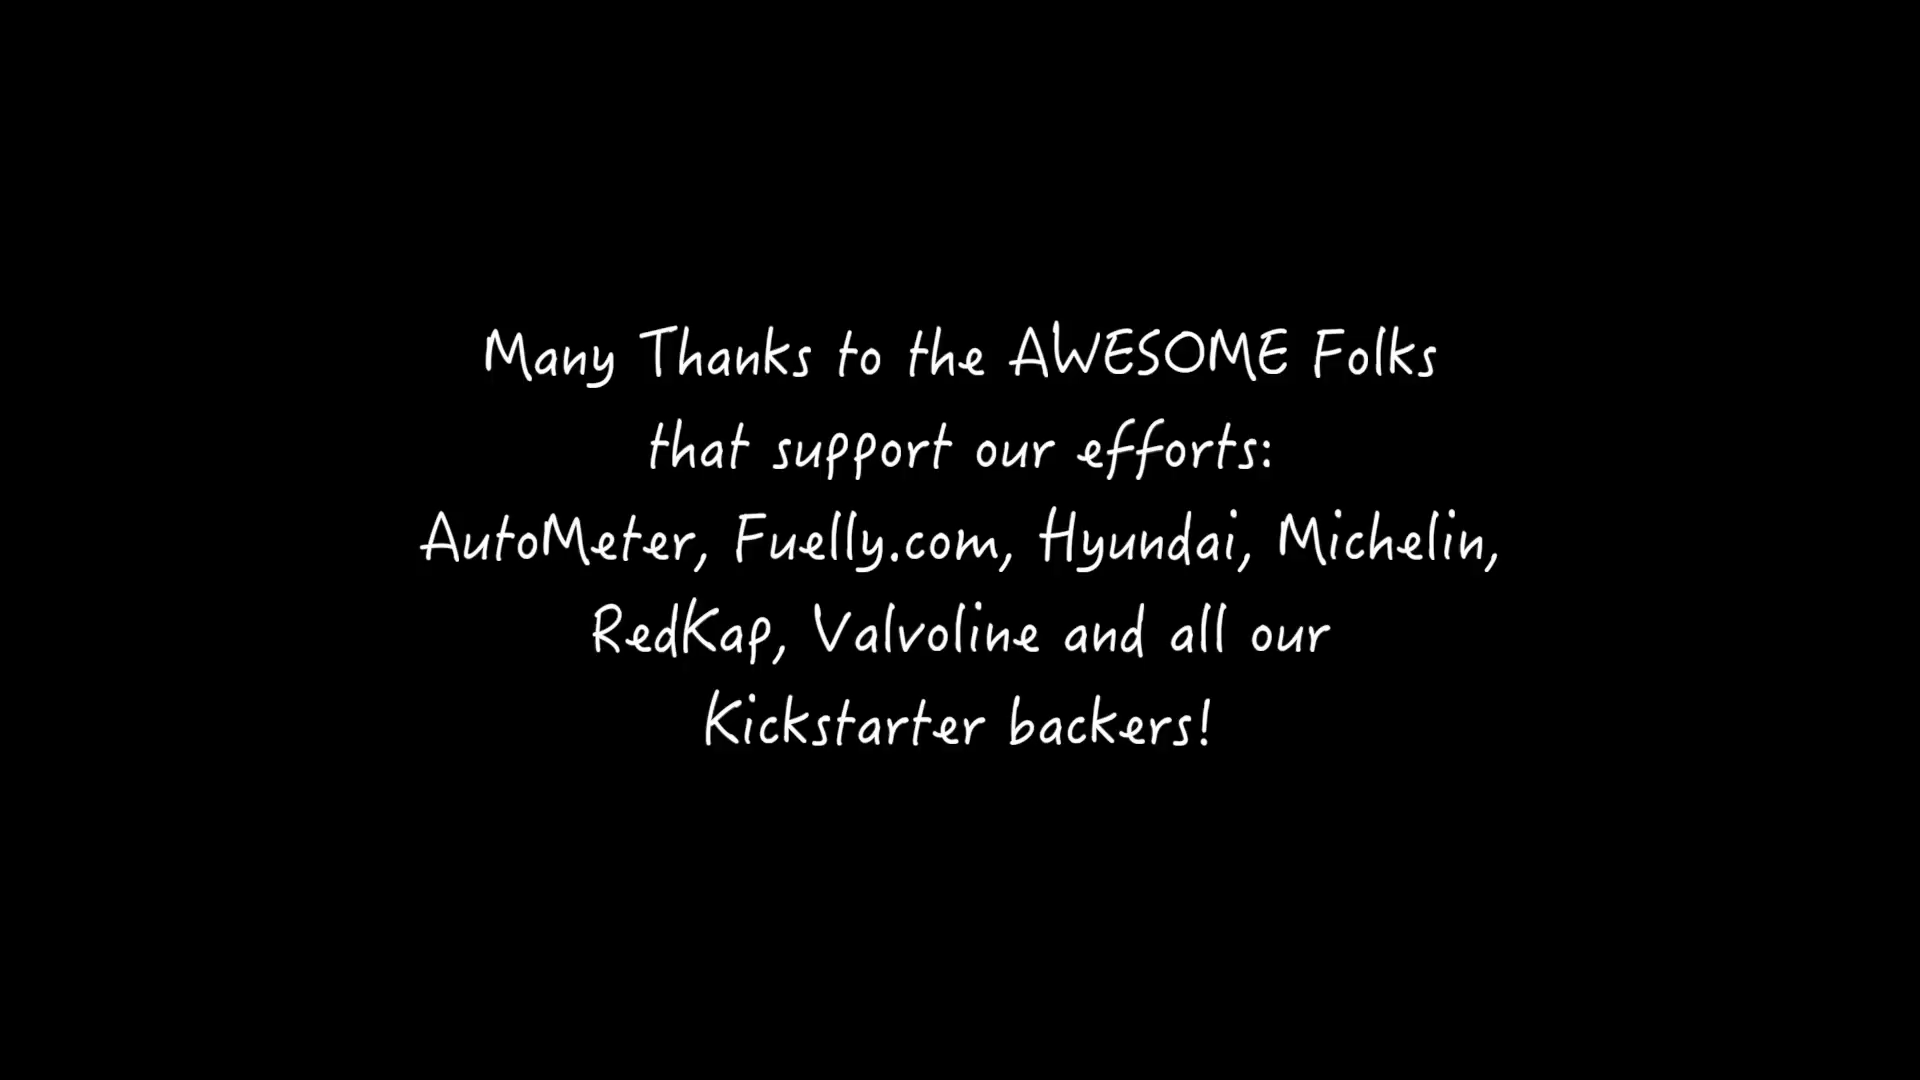 Many Thanks to the AWESOME Folks
that support our efforts:
AutoMeter, Fuelly.com, Hyundai, Michelin,
RedKap, Valvoline and all our
Kickstarter backers!